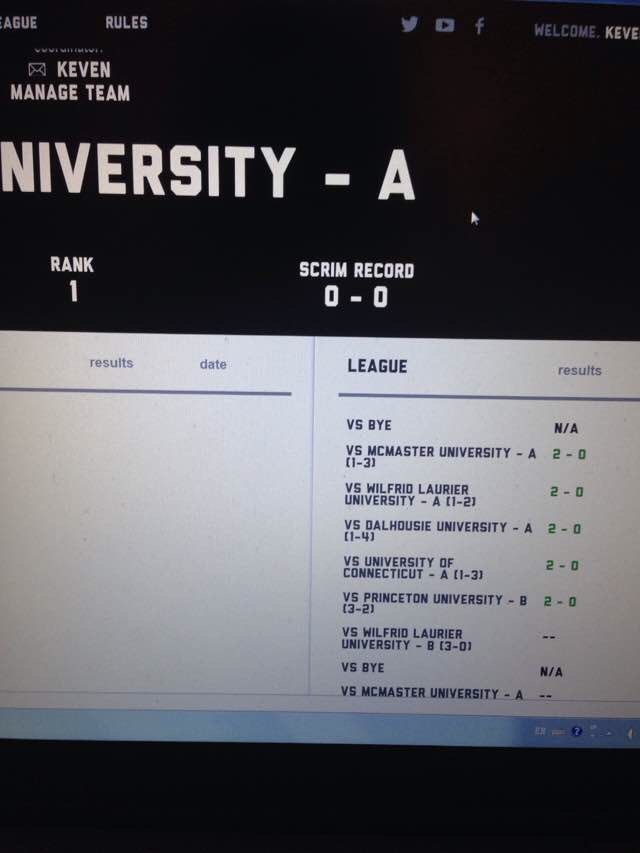 EAGUE RULES WELCOME, KEVE
KEVEN
MANAGE TEAM
NIVERSITY - A
RANK
1
SCRIM RECORD
0 - 0
results date
LEAGUE results
VS BYE N/A
VS MCMASTER UNIVERSITY - A 2 - 0
(1-3)
VS WILFRID LAURIER 2 - 0
UNIVERSITY - A (1-2)
VS DALHOUSIE UNIVERSITY - A 2 - 0
(1-4)
VS UNIVERSITY OF 2 - 0
CONNECTICUT - A (1-3)
VS PRINCETON UNIVERSITY - B 2 - 0
(3-2)
VS WILFRID LAURIER --
UNIVERSITY - B (3-0)
VS BYE N/A
VS MCMASTER UNIVERSITY - A --